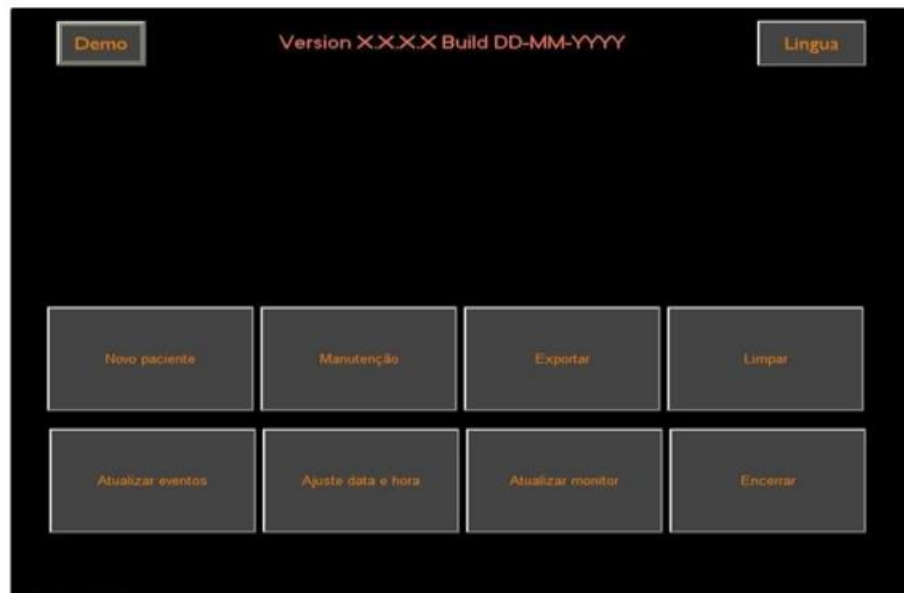 Demo
Version X.X.X.X Build DD-MM-YYYY
Lingua
Novo paciente
Manutenção
Exportar
Limpar
Atualizar eventos
Ajuste data e hora
Atualizar monitor
Encerrar